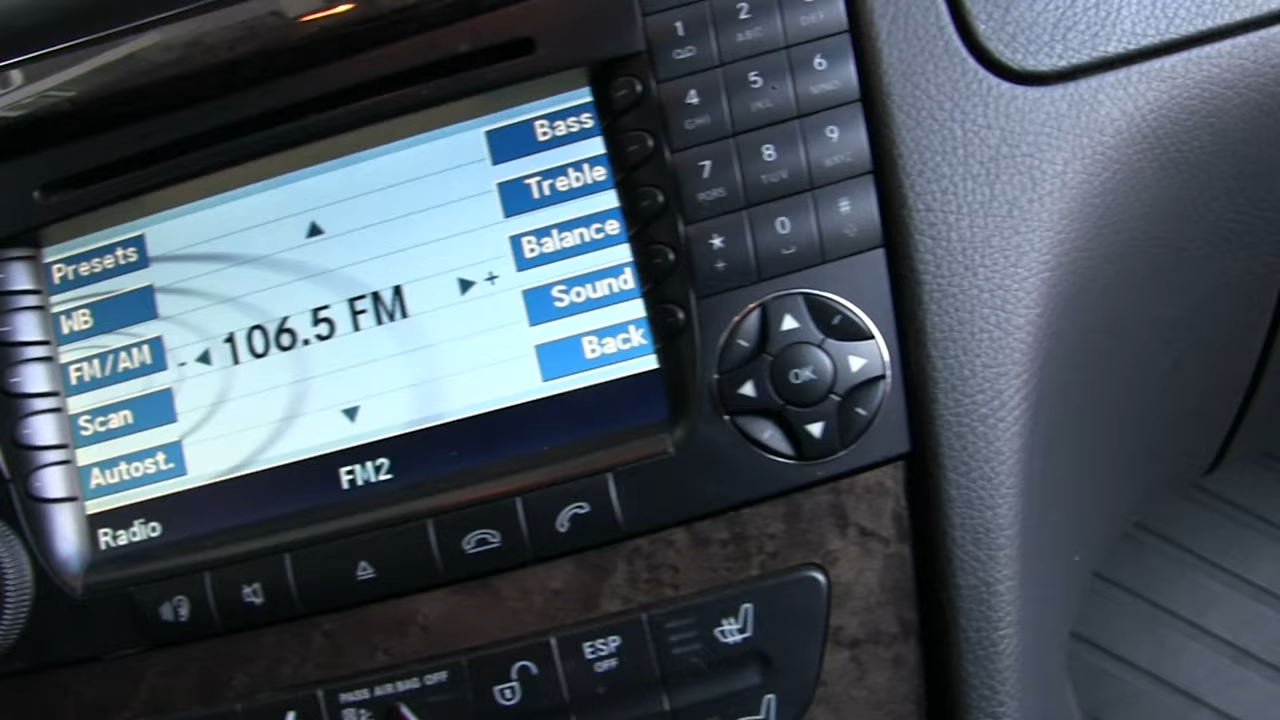 Bass
Treble
Balance
Sound
Back
Presets
WB
FM/AM
Scan
Autost.
- 106.5 FM +
FM2
Radio
1
2 ABC
DEF
4 GHI
5 JKL
6 MNO
7 PQRS
8 TUV
9 WXYZ
*
+
0
#
OK
PASS AIR BAG OFF
ESP
OFF